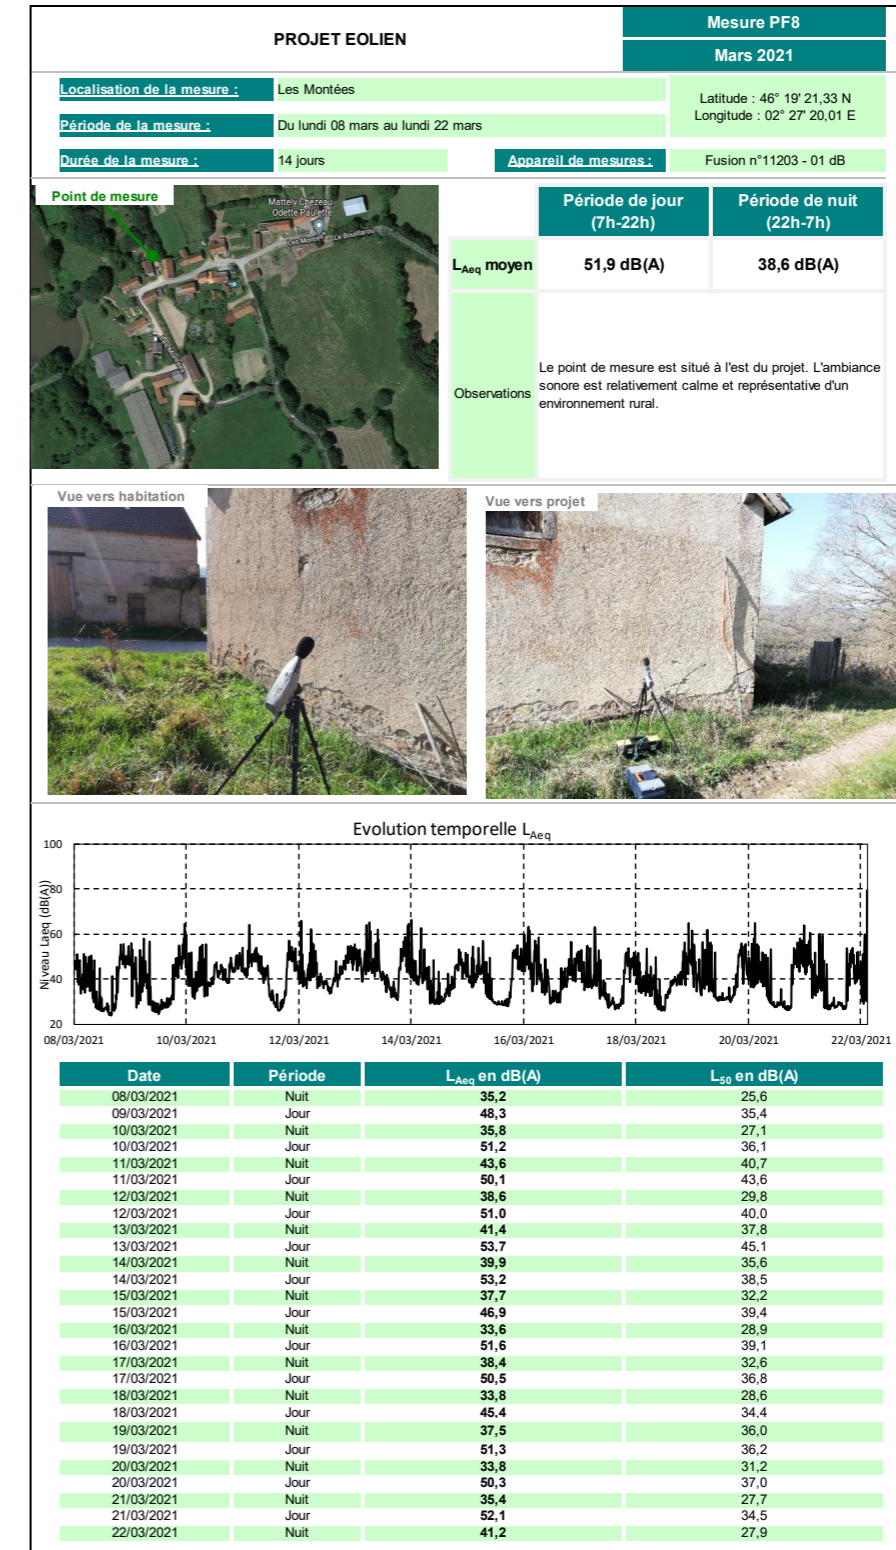 PROJET EOLIEN
Mesure PF8
Mars 2021
Localisation de la mesure :
Les Montées
Latitude : 46° 19' 21,33 N
Longitude : 02° 27' 20,01 E
Période de la mesure :
Du lundi 08 mars au lundi 22 mars
Durée de la mesure :
14 jours
Appareil de mesures :
Fusion n°11203 - 01 dB
Point de mesure
Mattely Chezeau
Odette Paulette
Les Montées
Le Bouillarou
Les Montées
Période de jour
(7h-22h)
Période de nuit
(22h-7h)
LAeq moyen
51,9 dB(A)
38,6 dB(A)
Observations
Le point de mesure est situé à l'est du projet. L'ambiance
sonore est relativement calme et représentative d'un
environnement rural.
Vue vers habitation
Vue vers projet
Evolution temporelle LAeq
Niveau Laeq (dB(A))
100
80
60
40
20
08/03/2021 10/03/2021 12/03/2021 14/03/2021 16/03/2021 18/03/2021 20/03/2021 22/03/2021
Date Période LAeq en dB(A) L50 en dB(A)
08/03/2021 Nuit 35,2 25,6
09/03/2021 Jour 48,3 35,4
10/03/2021 Nuit 35,8 27,1
10/03/2021 Jour 51,2 36,1
11/03/2021 Nuit 43,6 40,7
11/03/2021 Jour 50,1 43,6
12/03/2021 Nuit 38,6 29,8
12/03/2021 Jour 51,0 40,0
13/03/2021 Nuit 41,4 37,8
13/03/2021 Jour 53,7 45,1
14/03/2021 Nuit 39,9 35,6
14/03/2021 Jour 53,2 38,5
15/03/2021 Nuit 37,7 32,2
15/03/2021 Jour 46,9 39,4
16/03/2021 Nuit 33,6 28,9
16/03/2021 Jour 51,6 39,1
17/03/2021 Nuit 38,4 32,6
17/03/2021 Jour 50,5 36,8
18/03/2021 Nuit 33,8 28,6
18/03/2021 Jour 45,4 34,4
19/03/2021 Nuit 37,5 36,0
19/03/2021 Jour 51,3 36,2
20/03/2021 Nuit 33,8 31,2
20/03/2021 Jour 50,3 37,0
21/03/2021 Nuit 35,4 27,7
21/03/2021 Jour 52,1 34,5
22/03/2021 Nuit 41,2 27,9